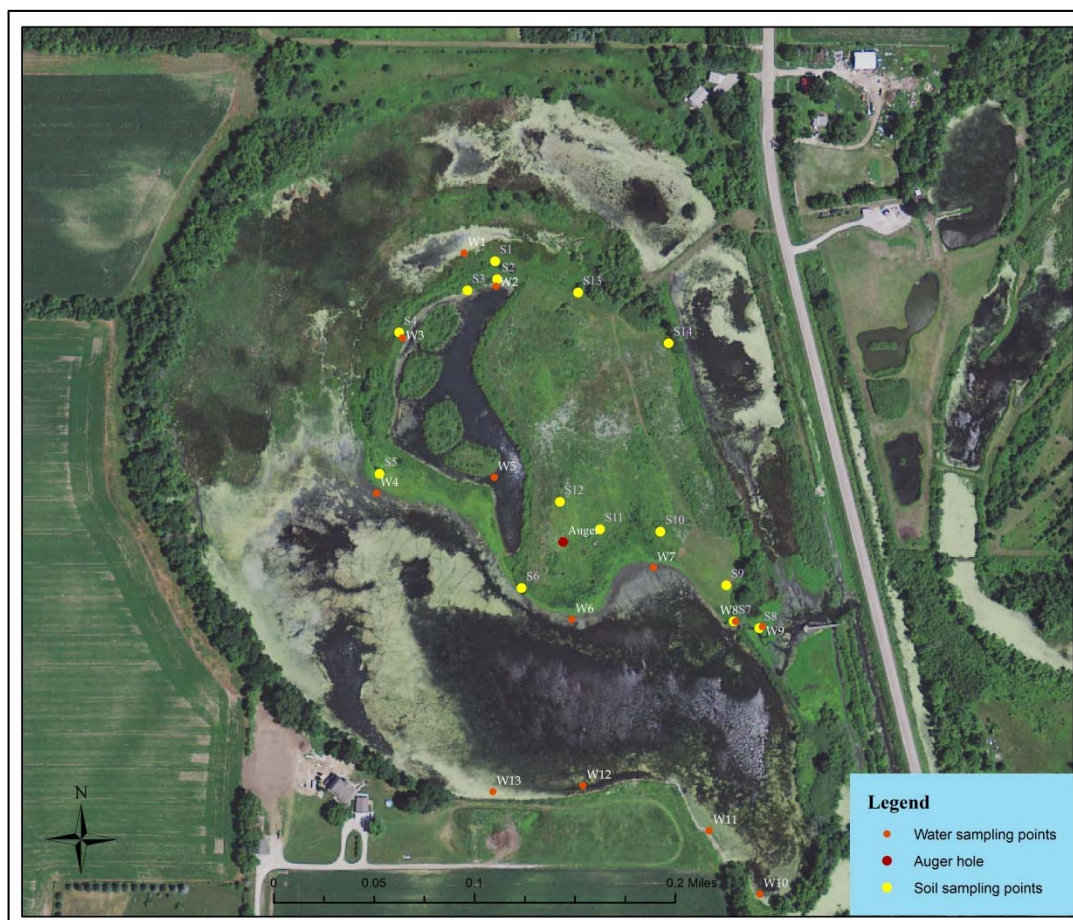 W1
S1
S2
S3
W2
S13
S4
W3
S14
S5
W4
W5
S12
S11
S10
Auger
W7
S9
S6
W6
W8 S7
S8
W9
W13
W12
W11
W10
N
0 0.05 0.1 0.2 Miles
Legend
Water sampling points
Auger hole
Soil sampling points